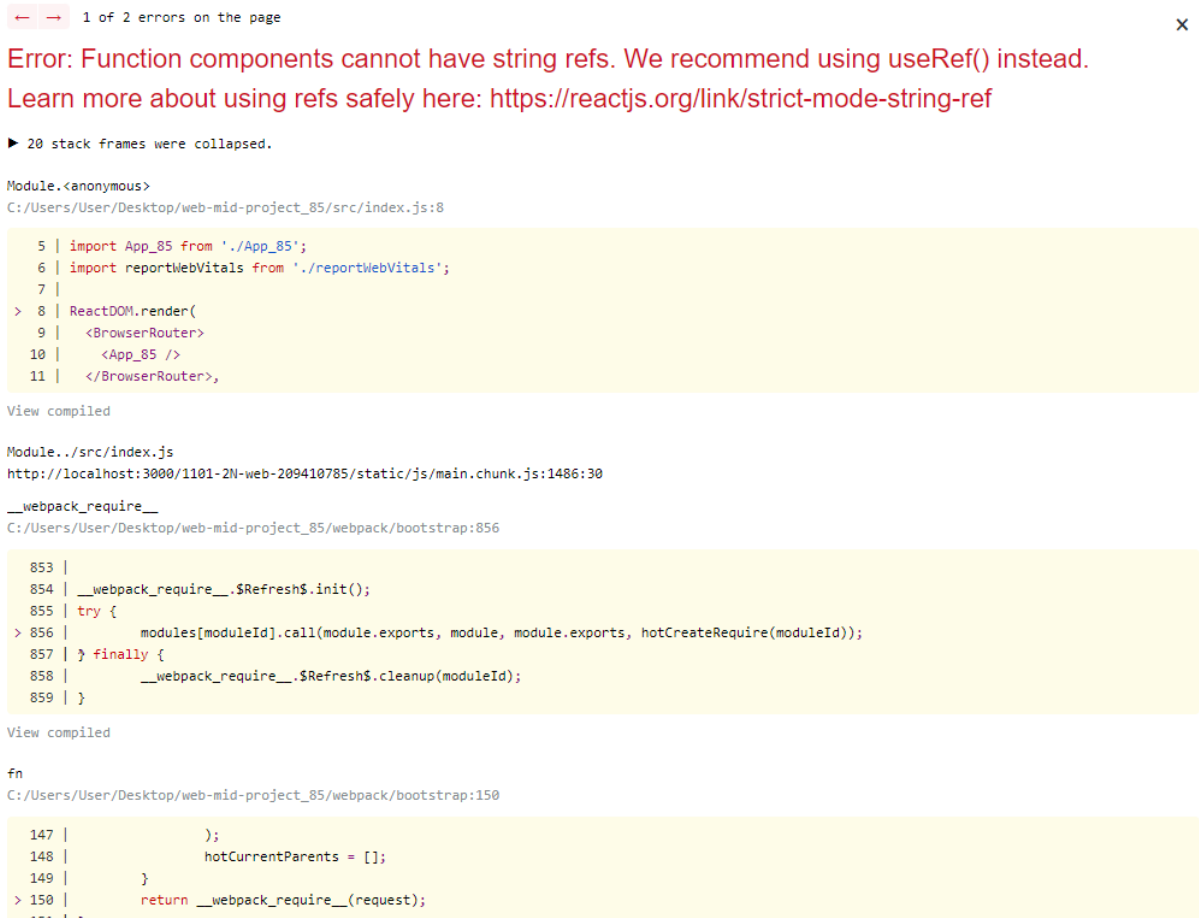 ← → 1 of 2 errors on the page
×
Error: Function components cannot have string refs. We recommend using useRef() instead.
Learn more about using refs safely here: https://reactjs.org/link/strict-mode-string-ref
▶ 20 stack frames were collapsed.
Module.<anonymous>
C:/Users/User/Desktop/web-mid-project_85/src/index.js:8
5 | import App_85 from './App_85';
6 | import reportWebVitals from './reportWebVitals';
7 |
> 8 | ReactDOM.render(
9 |   <BrowserRouter>
10 |     <App_85 />
11 |   </BrowserRouter>,
View compiled
Module../src/index.js
http://localhost:3000/1101-2N-web-209410785/static/js/main.chunk.js:1486:30
__webpack_require__
C:/Users/User/Desktop/web-mid-project_85/webpack/bootstrap:856
853 |
854 | __webpack_require__.$Refresh$.init();
855 | try {
> 856 |         modules[moduleId].call(module.exports, module, module.exports, hotCreateRequire(moduleId));
857 | } finally {
858 |         __webpack_require__.$Refresh$.cleanup(moduleId);
859 | }
View compiled
fn
C:/Users/User/Desktop/web-mid-project_85/webpack/bootstrap:150
147 |                 );
148 |                 hotCurrentParents = [];
149 |         }
> 150 |         return __webpack_require__(request);